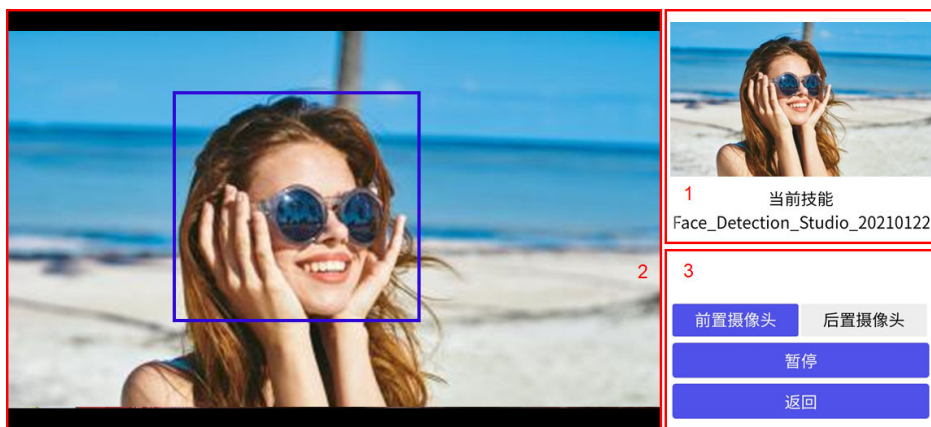 1
当前技能
Face_Detection_Studio_20210122
2
3
前置摄像头
后置摄像头
暂停
返回